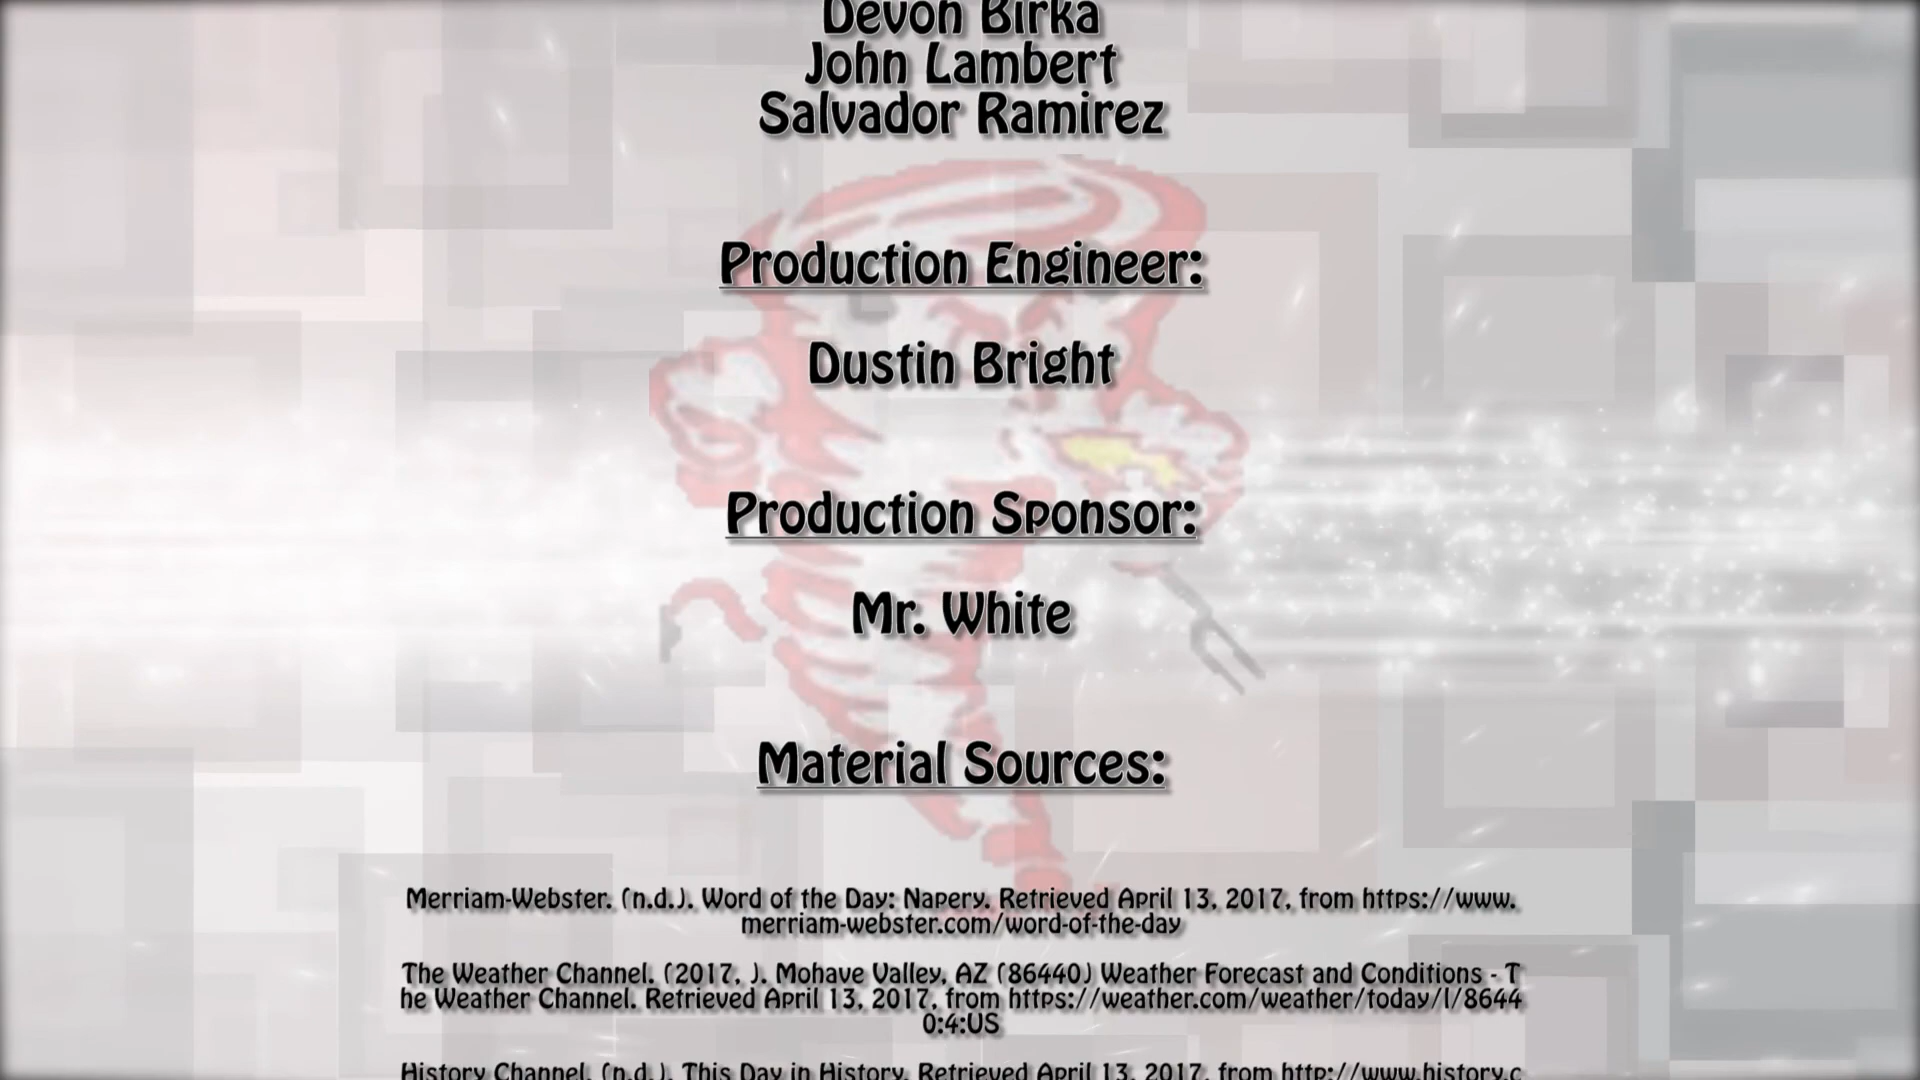 Devon Birka
John Lambert
Salvador Ramirez
Production Engineer:
Dustin Bright
Production Sponsor:
Mr. White
Material Sources:
Merriam-Webster. (n.d.). Word of the Day: Napery. Retrieved April 13, 2017, from https://www.
merriam-webster.com/word-of-the-day
The Weather Channel. (2017, ). Mohave Valley, AZ (86440) Weather Forecast and Conditions - T
he Weather Channel. Retrieved April 13, 2017, from https://weather.com/weather/today/l/8644
0:4:US
History Channel. (n.d.). This Day in History. Retrieved April 13, 2017, from http://www.history.c